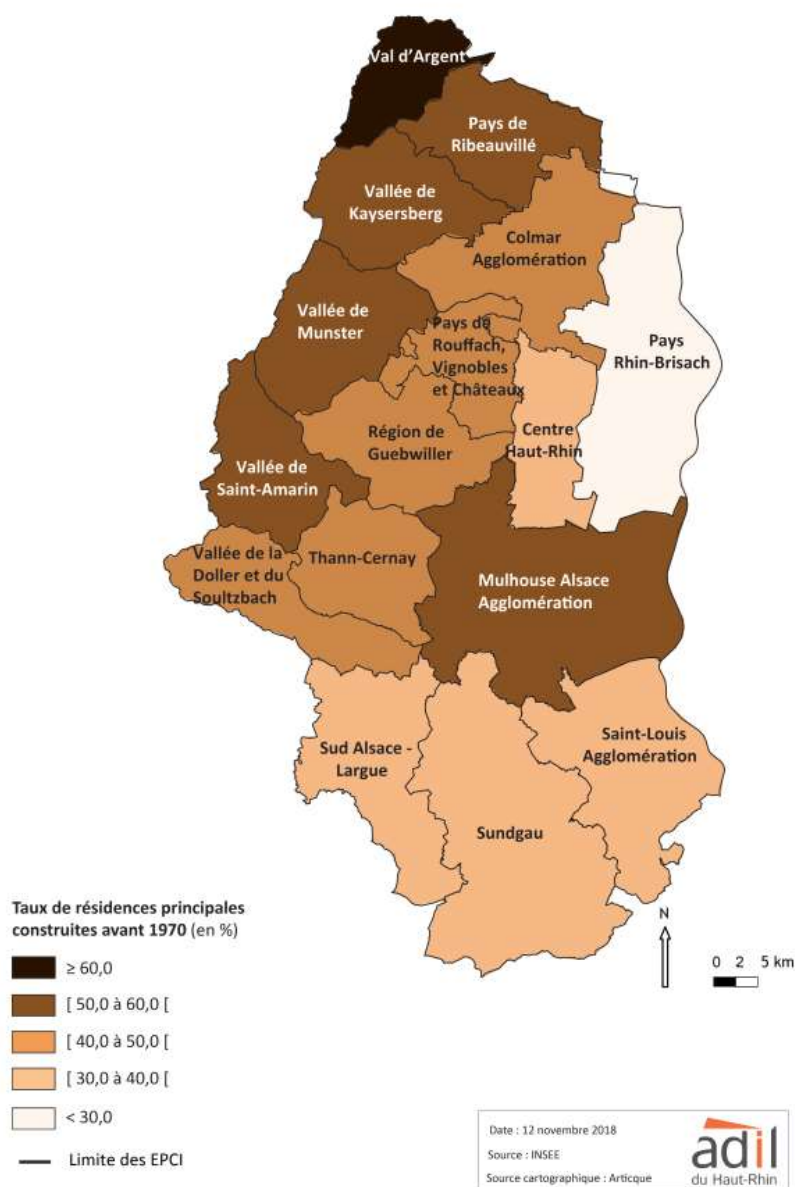 Val d'Argent
Pays de
Ribeauvillé
Vallée de
Kaysersberg
Colmar
Agglomération
Vallée de
Munster
Pays de
Rouffach,
Vignobles
et Châteaux
Pays
Rhin-Brisach
Centre
Haut-Rhin
Région de
Guebwiller
Vallée de
Saint-Amarin
Vallée de la
Doller et du
Soultzbach
Thann-Cernay
Mulhouse Alsace
Agglomération
Sud Alsace -
Largue
Saint-Louis
Agglomération
Sundgau
Taux de résidences principales
construites avant 1970 (en %)
≥ 60,0
[ 50,0 à 60,0 [
[ 40,0 à 50,0 [
[ 30,0 à 40,0 [
< 30,0
Limite des EPCI
N
0 2 5 km
Date : 12 novembre 2018
Source : INSEE
Source cartographique : Articque
adil
du Haut-Rhin